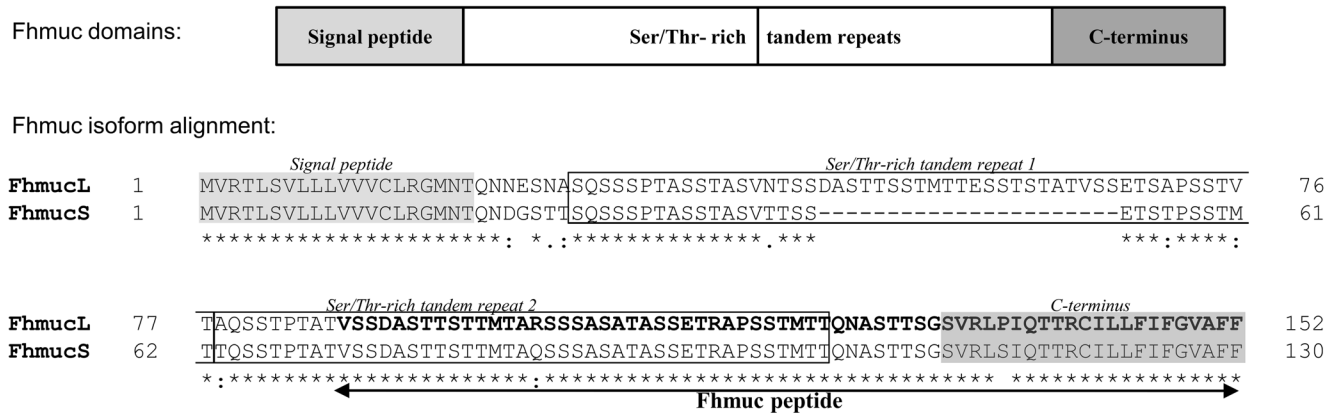 Fhmuc domains:
Signal peptide Ser/Thr- rich tandem repeats C-terminus
Fhmuc isoform alignment:
Signal peptide Ser/Thr-rich tandem repeat 1
FhmucL 1 MVRTLSVLLLVVVCLRGMNTQNNESNASQSSSPTASSTASVNTSSDASTTSSTMTTESSTSTATVSSETSAPSSTV 76
FhmucS 1 MVRTLSVLLLVVVCLRGMNTQNDGSTTSQSSSPTASSTASVTTSS----------------------ETSTPSSTM 61
**********************: *.:**************.***                      ***:****:
Ser/Thr-rich tandem repeat 2 C-terminus
FhmucL 77 TAQSSTPTATVSSDASTTSTTMTARSSSASATASSETRAPSSTMTTQNASTTSGSVRLPIQTTRCILLFIFGVAFF 152
FhmucS 62 TTQSSTPTATVSSDASTTSTTMTAQSSSASATASSETRAPSSTMTTQNASTTSGSVRLSIQTTRCILLFIFGVAFF 130
*:**********************:********************************* *****************
Fhmuc peptide